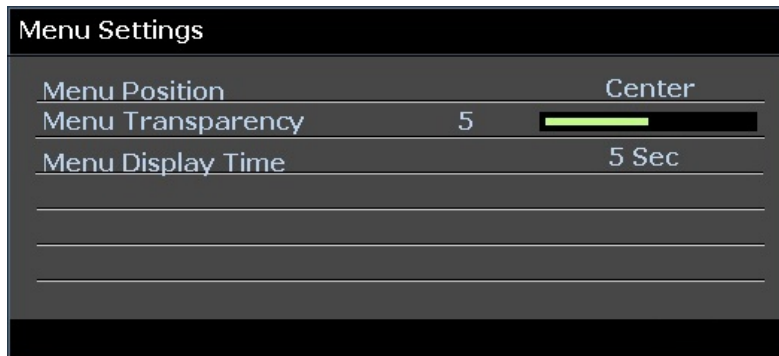 Menu Settings
Menu Position Center
Menu Transparency 5
Menu Display Time 5 Sec